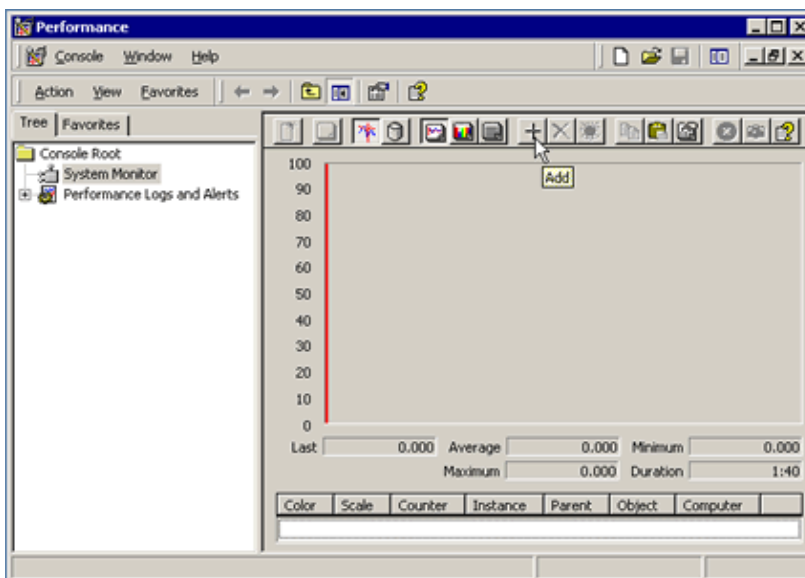 Performance
Console Window Help
Action View Favorites
Tree Favorites
Console Root
System Monitor
Performance Logs and Alerts
Add
100
90
80
70
60
50
40
30
20
10
0
Last 0.000 Average 0.000 Minimum 0.000
Maximum 0.000 Duration 1:40
Color Scale Counter Instance Parent Object Computer